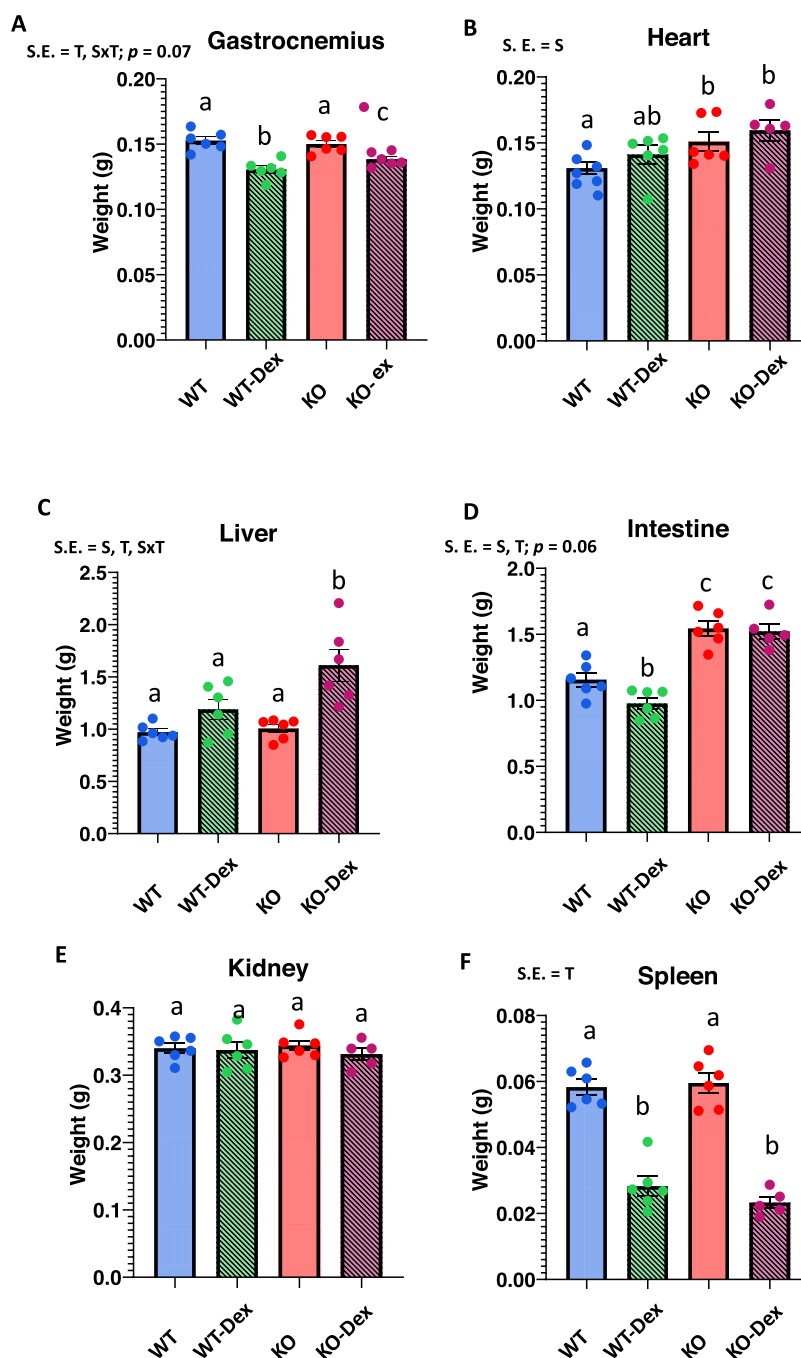 A
Gastrocnemius
S.E. = T, SxT; p = 0.07
Weight (g)
0.20
0.15
0.10
0.05
0.00
a
b
a
c
WT
WT-Dex
KO
KO- ex
B
Heart
S. E. = S
Weight (g)
0.20
0.15
0.10
0.05
0.00
a
ab
b
b
WT
WT-Dex
KO
KO-Dex
C
Liver
S.E. = S, T, SxT
Weight (g)
2.5
2.0
1.5
1.0
0.5
0.0
a
a
a
b
WT
WT-Dex
KO
KO-Dex
D
Intestine
S. E. = S, T; p = 0.06
Weight (g)
2.0
1.5
1.0
0.5
0.0
a
b
c
c
WT
WT-Dex
KO
KO-Dex
E
Kidney
Weight (g)
0.4
0.3
0.2
0.1
0.0
a
a
a
a
WT
WT-Dex
KO
KO-Dex
F
S.E. = T
Spleen
Weight (g)
0.08
0.06
0.04
0.02
0.00
a
b
a
b
WT
WT-Dex
KO
KO-Dex